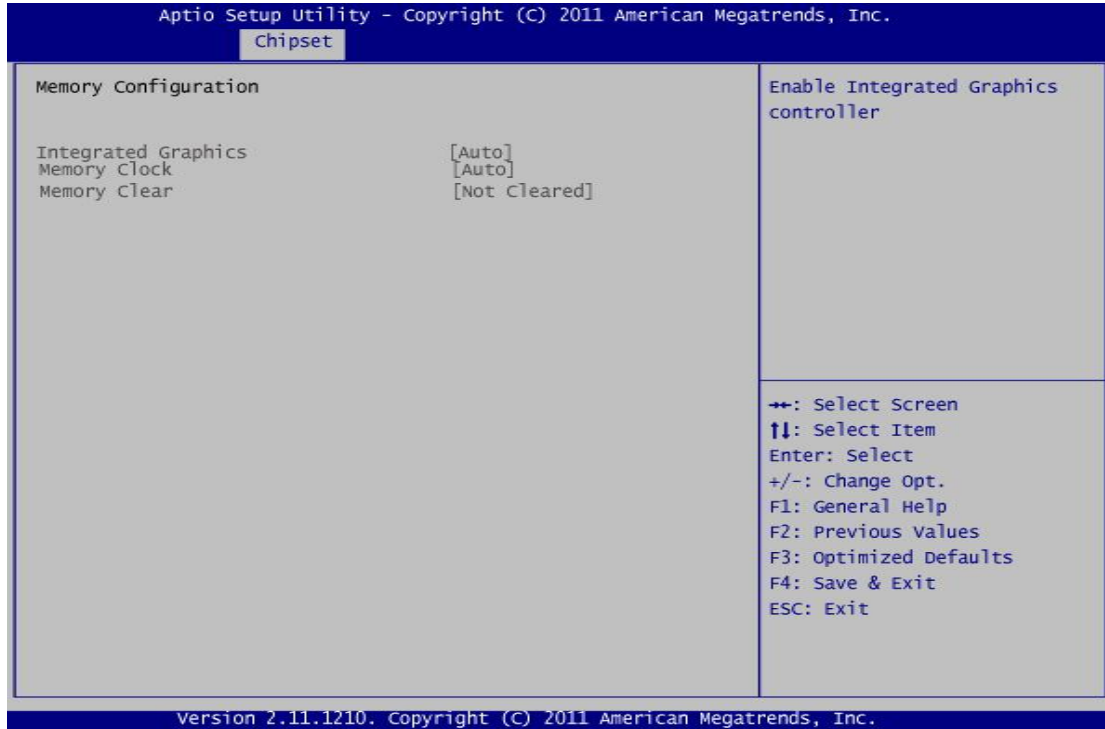 Aptio Setup Utility - Copyright (C) 2011 American Megatrends, Inc.
Chipset
Memory Configuration
Integrated Graphics [Auto]
Memory Clock [Auto]
Memory Clear [Not Cleared]
Enable Integrated Graphics
controller
→←: Select Screen
↑↓: Select Item
Enter: Select
+/-: Change Opt.
F1: General Help
F2: Previous Values
F3: Optimized Defaults
F4: Save & Exit
ESC: Exit
Version 2.11.1210. Copyright (C) 2011 American Megatrends, Inc.